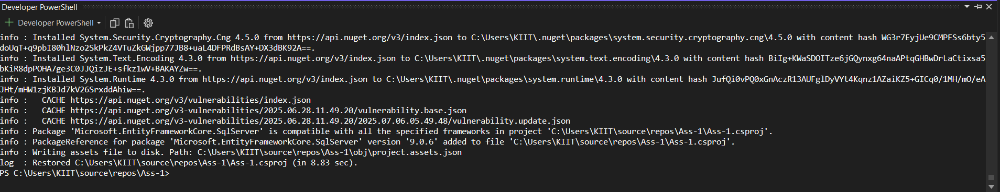 Developer PowerShell
Developer PowerShell
info : Installed System.Security.Cryptography.Cng 4.5.0 from https://api.nuget.org/v3/index.json to C:\Users\KIIT\.nuget\packages\system.security.cryptography.cng\4.5.0 with content hash WG3r7EyjUe9CMPFSs6bty5
doUqT+q9pbI80hlNzo2SkPkZ4VTuZkGWjpp77JB8+uaL4DFPRdBsAY+DX3dBK92A==.
info : Installed System.Text.Encoding 4.3.0 from https://api.nuget.org/v3/index.json to C:\Users\KIIT\.nuget\packages\system.text.encoding\4.3.0 with content hash BiIg+KWaSDOITze6jGQynxg64naAPtqGHBwDrLaCtixsa5
bKiR8dpPOHA7ge3C0JJQizJE+sfkz1wV+BAKAYZw==.
info : Installed System.Runtime 4.3.0 from https://api.nuget.org/v3/index.json to C:\Users\KIIT\.nuget\packages\system.runtime\4.3.0 with content hash JufQi0vPQ0xGnAczR13AUFglDyVYt4Kqnz1AZaiKZ5+GICq0/1MH/mO/eA
JHt/mHW1zjKBJd7kV26SrxddAhiw==.
info :   CACHE https://api.nuget.org/v3/vulnerabilities/index.json
info :   CACHE https://api.nuget.org/v3-vulnerabilities/2025.06.28.11.49.20/vulnerability.base.json
info :   CACHE https://api.nuget.org/v3-vulnerabilities/2025.06.28.11.49.20/2025.07.06.05.49.48/vulnerability.update.json
info : Package 'Microsoft.EntityFrameworkCore.SqlServer' is compatible with all the specified frameworks in project 'C:\Users\KIIT\source\repos\Ass-1\Ass-1.csproj'.
info : PackageReference for package 'Microsoft.EntityFrameworkCore.SqlServer' version '9.0.6' added to file 'C:\Users\KIIT\source\repos\Ass-1\Ass-1.csproj'.
info : Writing assets file to disk. Path: C:\Users\KIIT\source\repos\Ass-1\obj\project.assets.json
log  : Restored C:\Users\KIIT\source\repos\Ass-1\Ass-1.csproj (in 8.83 sec).
PS C:\Users\KIIT\source\repos\Ass-1>